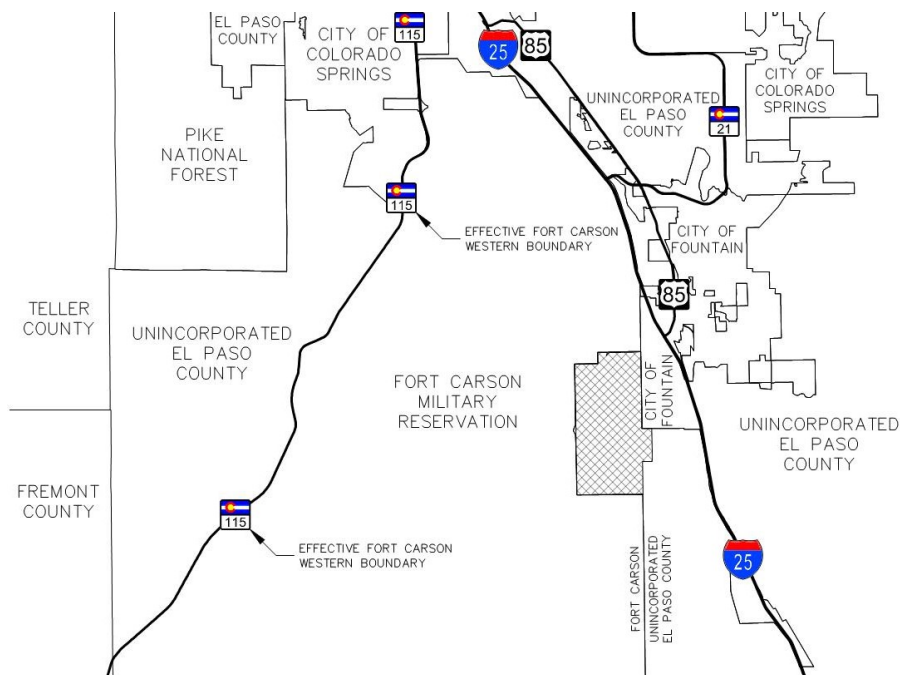 EL PASO
COUNTY
CITY OF
COLORADO
SPRINGS
115
25
85
UNINCORPORATED
EL PASO
COUNTY
21
CITY OF
COLORADO
SPRINGS
PIKE
NATIONAL
FOREST
115
EFFECTIVE FORT CARSON
WESTERN BOUNDARY
CITY OF
FOUNTAIN
85
TELLER
COUNTY
UNINCORPORATED
EL PASO
COUNTY
FORT CARSON
MILITARY
RESERVATION
CITY OF
FOUNTAIN
UNINCORPORATED
EL PASO
COUNTY
FREMONT
COUNTY
115
EFFECTIVE FORT CARSON
WESTERN BOUNDARY
FORT CARSON
UNINCORPORATED
EL PASO COUNTY
25